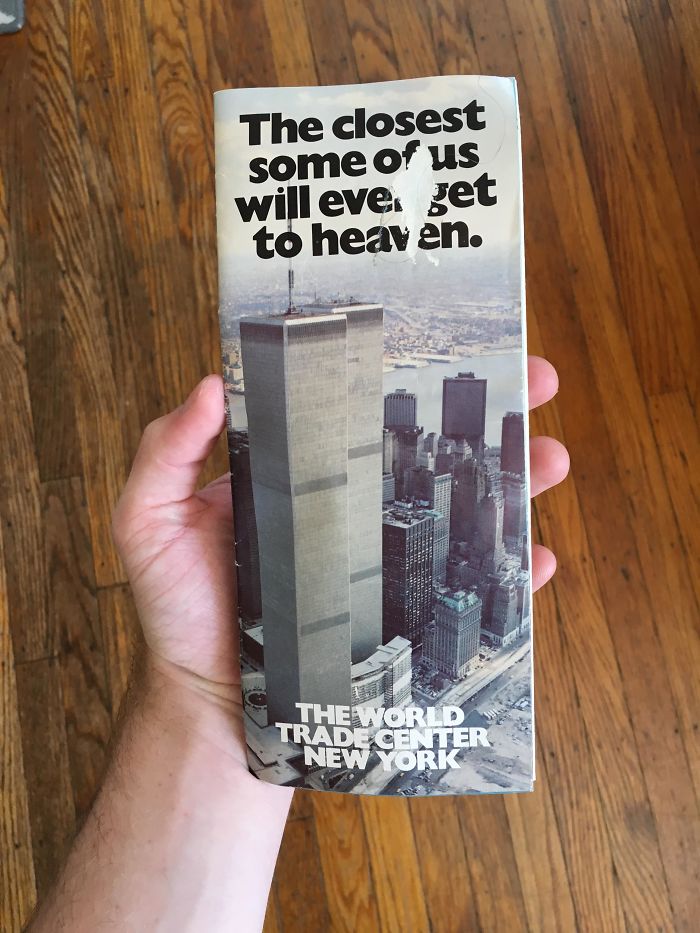 The closest
some of us
will ever get
to heaven.
THE WORLD
TRADE CENTER
NEW YORK